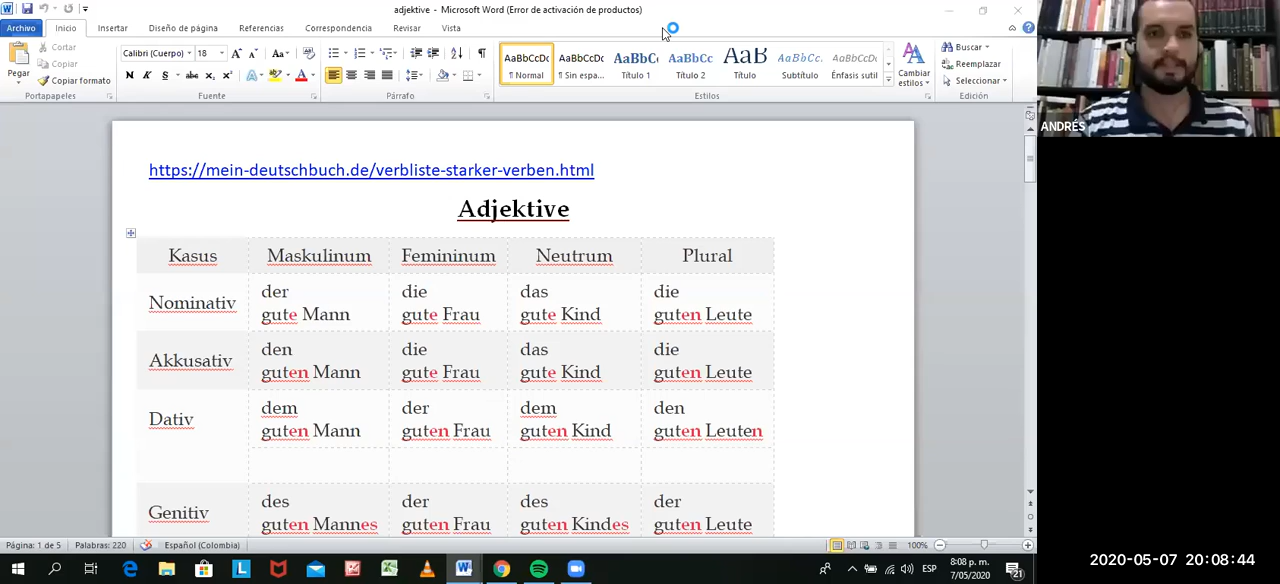 adjektive - Microsoft Word (Error de activación de productos)
Archivo Inicio Insertar Diseño de página Referencias Correspondencia Revisar Vista
Pegar
Cortar
Copiar
Copiar formato
Portapapeles
Calibri (Cuerpo) 18
N K S abc x₂ x²
Fuente
Párrafo
AaBbCcDc AaBbCcDc AaBbC AaBbCc AaB AaBbCc. AaBbCcDc
¶ Normal ¶ Sin espa... Título 1 Título 2 Título Subtítulo Énfasis sutil
Cambiar estilos
Estilos
Buscar
Reemplazar
Seleccionar
Edición
ANDRÉS
https://mein-deutschbuch.de/verbliste-starker-verben.html
Adjektive
Kasus Maskulinum Femininum Neutrum Plural
Nominativ
der die das die
gute Mann gute Frau gute Kind guten Leute
Akkusativ
den die das die
guten Mann gute Frau gute Kind guten Leute
Dativ
dem der dem den
guten Mann guten Frau guten Kind guten Leuten
Genitiv
des der des der
guten Mannes guten Frau guten Kindes guten Leute
Página: 1 de 5 Palabras: 220 Español (Colombia) 100%
ESP
8:08 p. m.
7/05/2020
21
2020-05-07 20:08:44